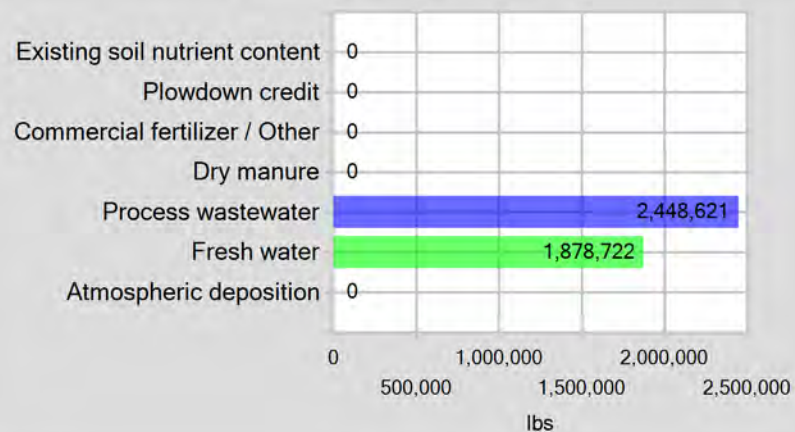 Existing soil nutrient content 0
Plowdown credit 0
Commercial fertilizer / Other 0
Dry manure 0
Process wastewater 2,448,621
Fresh water 1,878,722
Atmospheric deposition 0
0 1,000,000 2,000,000
500,000 1,500,000 2,500,000
lbs